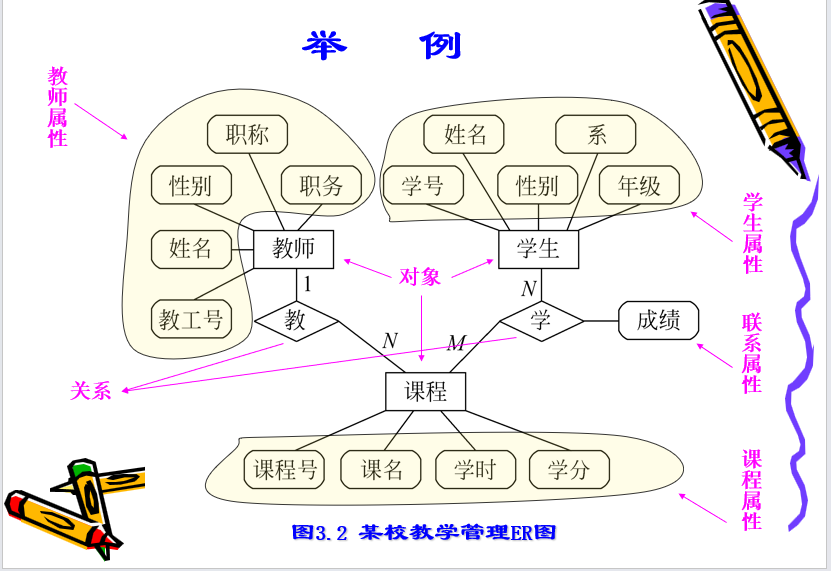 举 例
教师属性
职称
性别
职务
姓名
教工号
教师
姓名
系
学号
性别
年级
学生
学生属性
对象
1
N
教
学
成绩
联系属性
N
M
关系
课程
课程号
课名
学时
学分
课程属性
图3.2 某校教学管理ER图